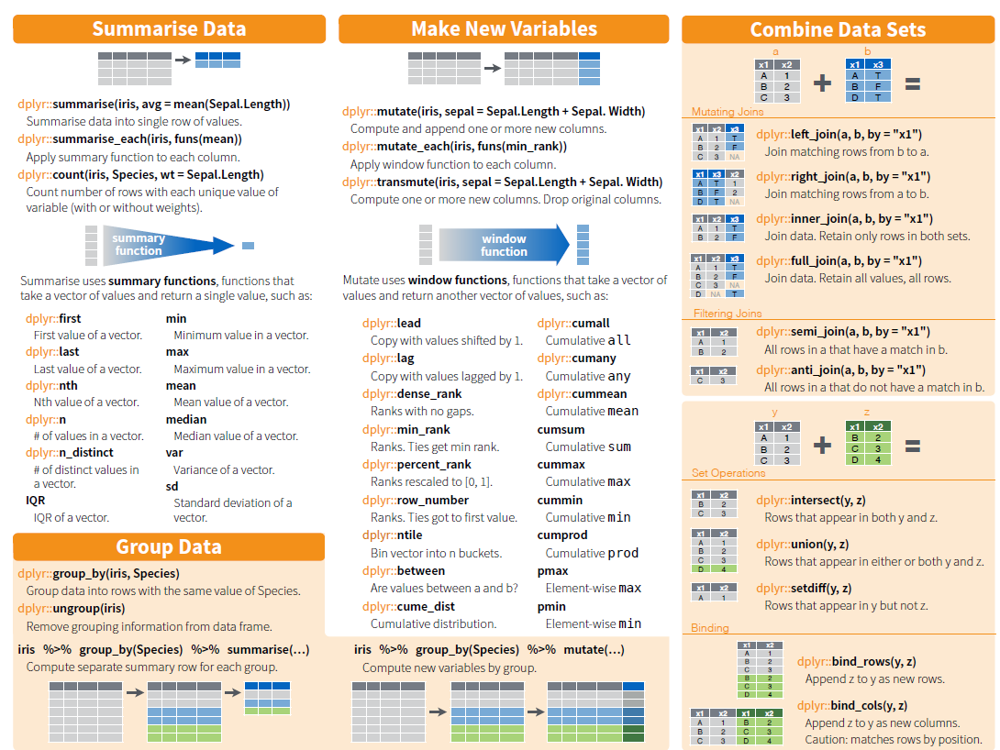 Summarise Data
dplyr::summarise(iris, avg = mean(Sepal.Length))
Summarise data into single row of values.
dplyr::summarise_each(iris, funs(mean))
Apply summary function to each column.
dplyr::count(iris, Species, wt = Sepal.Length)
Count number of rows with each unique value of
variable (with or without weights).
summary
function
Summarise uses summary functions, functions that
take a vector of values and return a single value, such as:
dplyr::first
First value of a vector.
dplyr::last
Last value of a vector.
dplyr::nth
Nth value of a vector.
dplyr::n
# of values in a vector.
dplyr::n_distinct
# of distinct values in
a vector.
IQR
IQR of a vector.
min
Minimum value in a vector.
max
Maximum value in a vector.
mean
Mean value of a vector.
median
Median value of a vector.
var
Variance of a vector.
sd
Standard deviation of a
vector.
Group Data
dplyr::group_by(iris, Species)
Group data into rows with the same value of Species.
dplyr::ungroup(iris)
Remove grouping information from data frame.
iris %>% group_by(Species) %>% summarise(…)
Compute separate summary row for each group.
Make New Variables
dplyr::mutate(iris, sepal = Sepal.Length + Sepal. Width)
Compute and append one or more new columns.
dplyr::mutate_each(iris, funs(min_rank))
Apply window function to each column.
dplyr::transmute(iris, sepal = Sepal.Length + Sepal. Width)
Compute one or more new columns. Drop original columns.
window
function
Mutate uses window functions, functions that take a vector of
values and return another vector of values, such as:
dplyr::lead
Copy with values shifted by 1.
dplyr::lag
Copy with values lagged by 1.
dplyr::dense_rank
Ranks with no gaps.
dplyr::min_rank
Ranks. Ties get min rank.
dplyr::percent_rank
Ranks rescaled to [0, 1].
dplyr::row_number
Ranks. Ties got to first value.
dplyr::ntile
Bin vector into n buckets.
dplyr::between
Are values between a and b?
dplyr::cume_dist
Cumulative distribution.
dplyr::cumall
Cumulative all
dplyr::cumany
Cumulative any
dplyr::cummean
Cumulative mean
cumsum
Cumulative sum
cummax
Cumulative max
cummin
Cumulative min
cumprod
Cumulative prod
pmax
Element-wise max
pmin
Element-wise min
iris %>% group_by(Species) %>% mutate(…)
Compute new variables by group.
Combine Data Sets
a b
x1 x2 x1 x3
A 1 A T
B 2 + B F =
C 3 D T
Mutating Joins
x1 x2 x3
A 1 T
B 2 F
C 3 NA
dplyr::left_join(a, b, by = "x1")
Join matching rows from b to a.
x1 x3 x2
A T 1
B F 2
D T NA
dplyr::right_join(a, b, by = "x1")
Join matching rows from a to b.
x1 x2 x3
A 1 T
B 2 F
dplyr::inner_join(a, b, by = "x1")
Join data. Retain only rows in both sets.
x1 x2 x3
A 1 T
B 2 F
C 3 NA
D NA T
dplyr::full_join(a, b, by = "x1")
Join data. Retain all values, all rows.
Filtering Joins
x1 x2
A 1
B 2
dplyr::semi_join(a, b, by = "x1")
All rows in a that have a match in b.
x1 x2
C 3
dplyr::anti_join(a, b, by = "x1")
All rows in a that do not have a match in b.
y z
x1 x2 x1 x2
A 1 B 2
B 2 + C 3 =
C 3 D 4
Set Operations
x1 x2
B 2
C 3
dplyr::intersect(y, z)
Rows that appear in both y and z.
x1 x2
A 1
B 2
C 3
D 4
dplyr::union(y, z)
Rows that appear in either or both y and z.
x1 x2
A 1
dplyr::setdiff(y, z)
Rows that appear in y but not z.
Binding
x1 x2
A 1
B 2
C 3
B 2
C 3
D 4
dplyr::bind_rows(y, z)
Append z to y as new rows.
x1 x2 x1 x2
A 1 B 2
B 2 C 3
C 3 D 4
dplyr::bind_cols(y, z)
Append z to y as new columns.
Caution: matches rows by position.